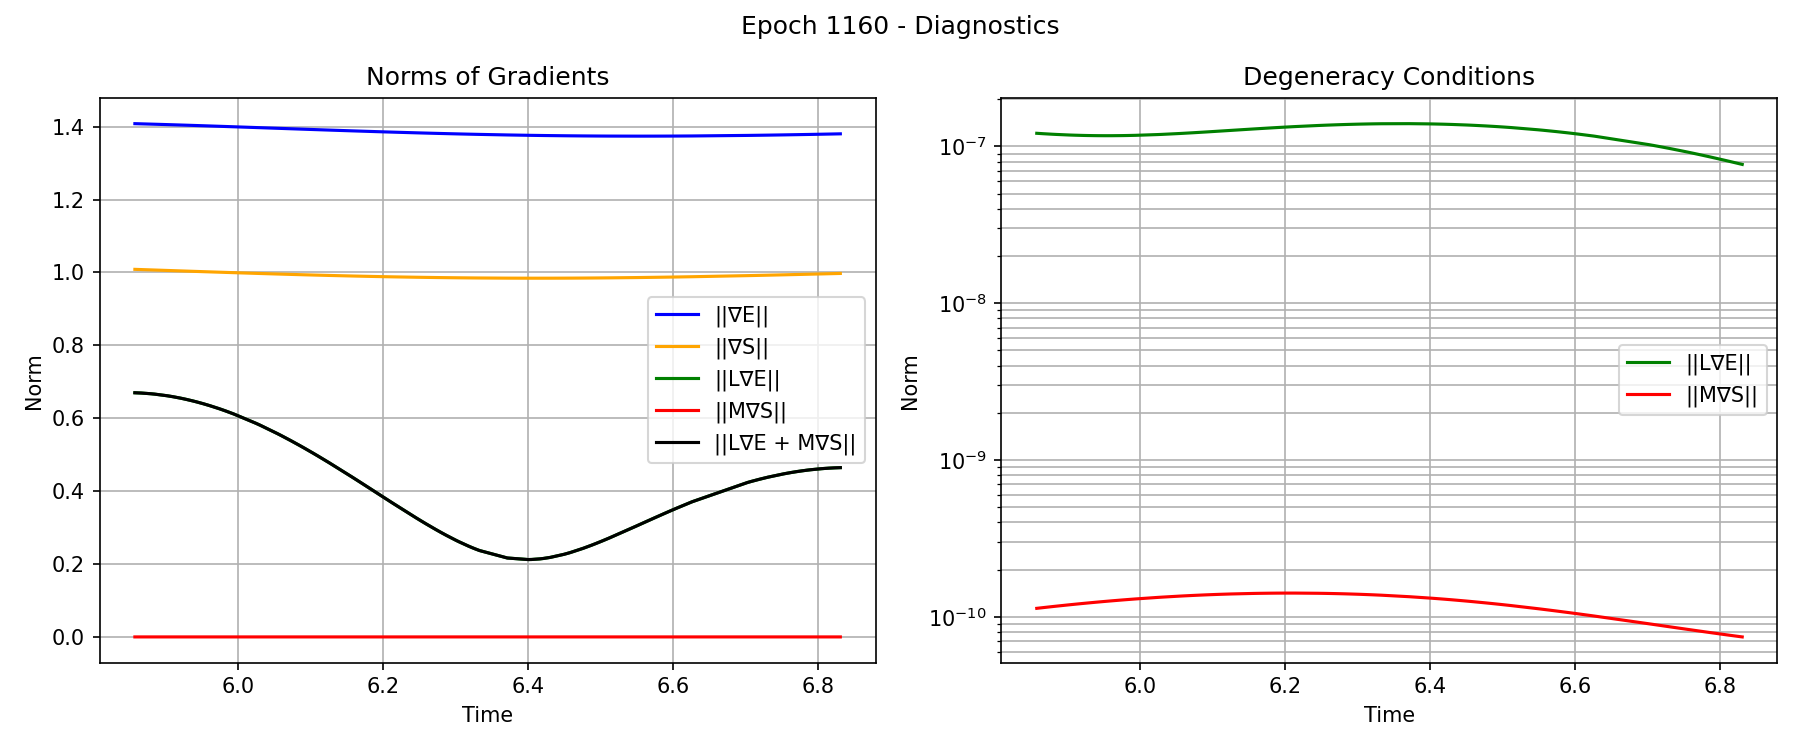 Epoch 1160 - Diagnostics
Norms of Gradients
Norm
1.4
1.2
1.0
0.8
0.6
0.4
0.2
0.0
||∇E||
||∇S||
||L∇E||
||M∇S||
||L∇E + M∇S||
6.0 6.2 6.4 6.6 6.8
Time
Degeneracy Conditions
Norm
10⁻⁷
10⁻⁸
10⁻⁹
10⁻¹⁰
||L∇E||
||M∇S||
6.0 6.2 6.4 6.6 6.8
Time